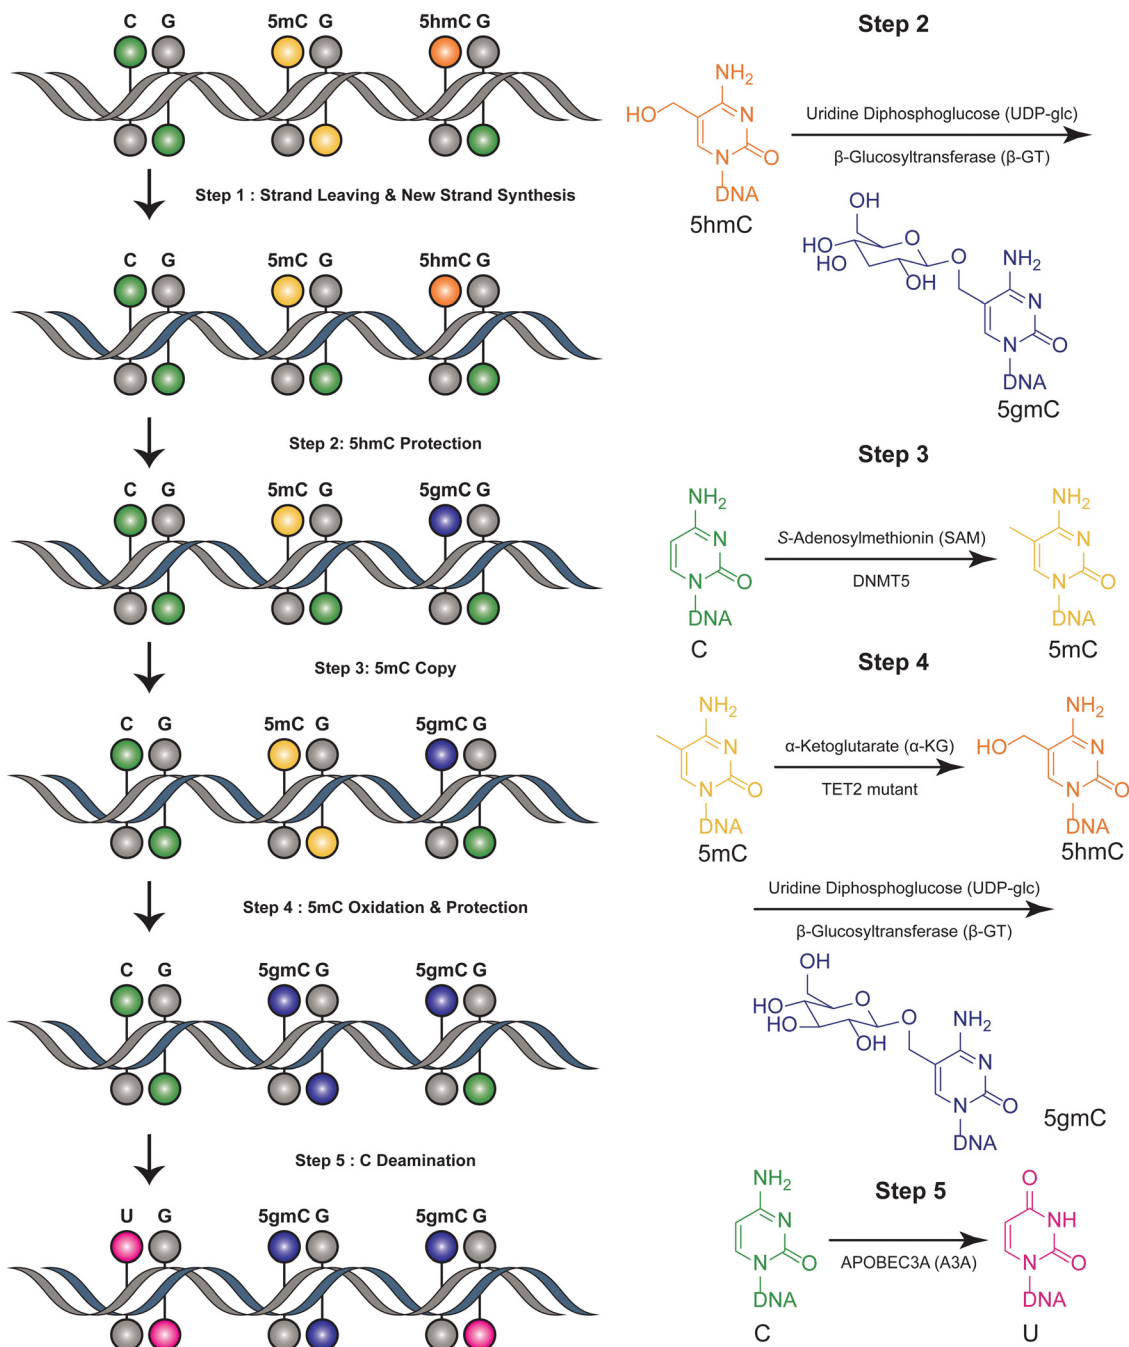 C G 5mC G 5hmC G
Step 1 : Strand Leaving & New Strand Synthesis
C G 5mC G 5hmC G
Step 2: 5hmC Protection
C G 5mC G 5gmC G
Step 3: 5mC Copy
C G 5mC G 5gmC G
Step 4 : 5mC Oxidation & Protection
C G 5gmC G 5gmC G
Step 5 : C Deamination
U G 5gmC G 5gmC G
Step 2
NH2
HO
N
N
O
DNA
5hmC
Uridine Diphosphoglucose (UDP-glc)
β-Glucosyltransferase (β-GT)
OH
O
HO
HO
OH
O
NH2
N
N
O
DNA
5gmC
Step 3
NH2
N
N
O
DNA
C
S-Adenosylmethionin (SAM)
DNMT5
NH2
N
N
O
DNA
5mC
Step 4
NH2
N
N
O
DNA
5mC
α-Ketoglutarate (α-KG)
TET2 mutant
NH2
HO
N
N
O
DNA
5hmC
Uridine Diphosphoglucose (UDP-glc)
β-Glucosyltransferase (β-GT)
OH
O
HO
HO
OH
O
NH2
N
N
O
DNA
5gmC
Step 5
NH2
N
N
O
DNA
C
APOBEC3A (A3A)
O
NH
N
O
DNA
U